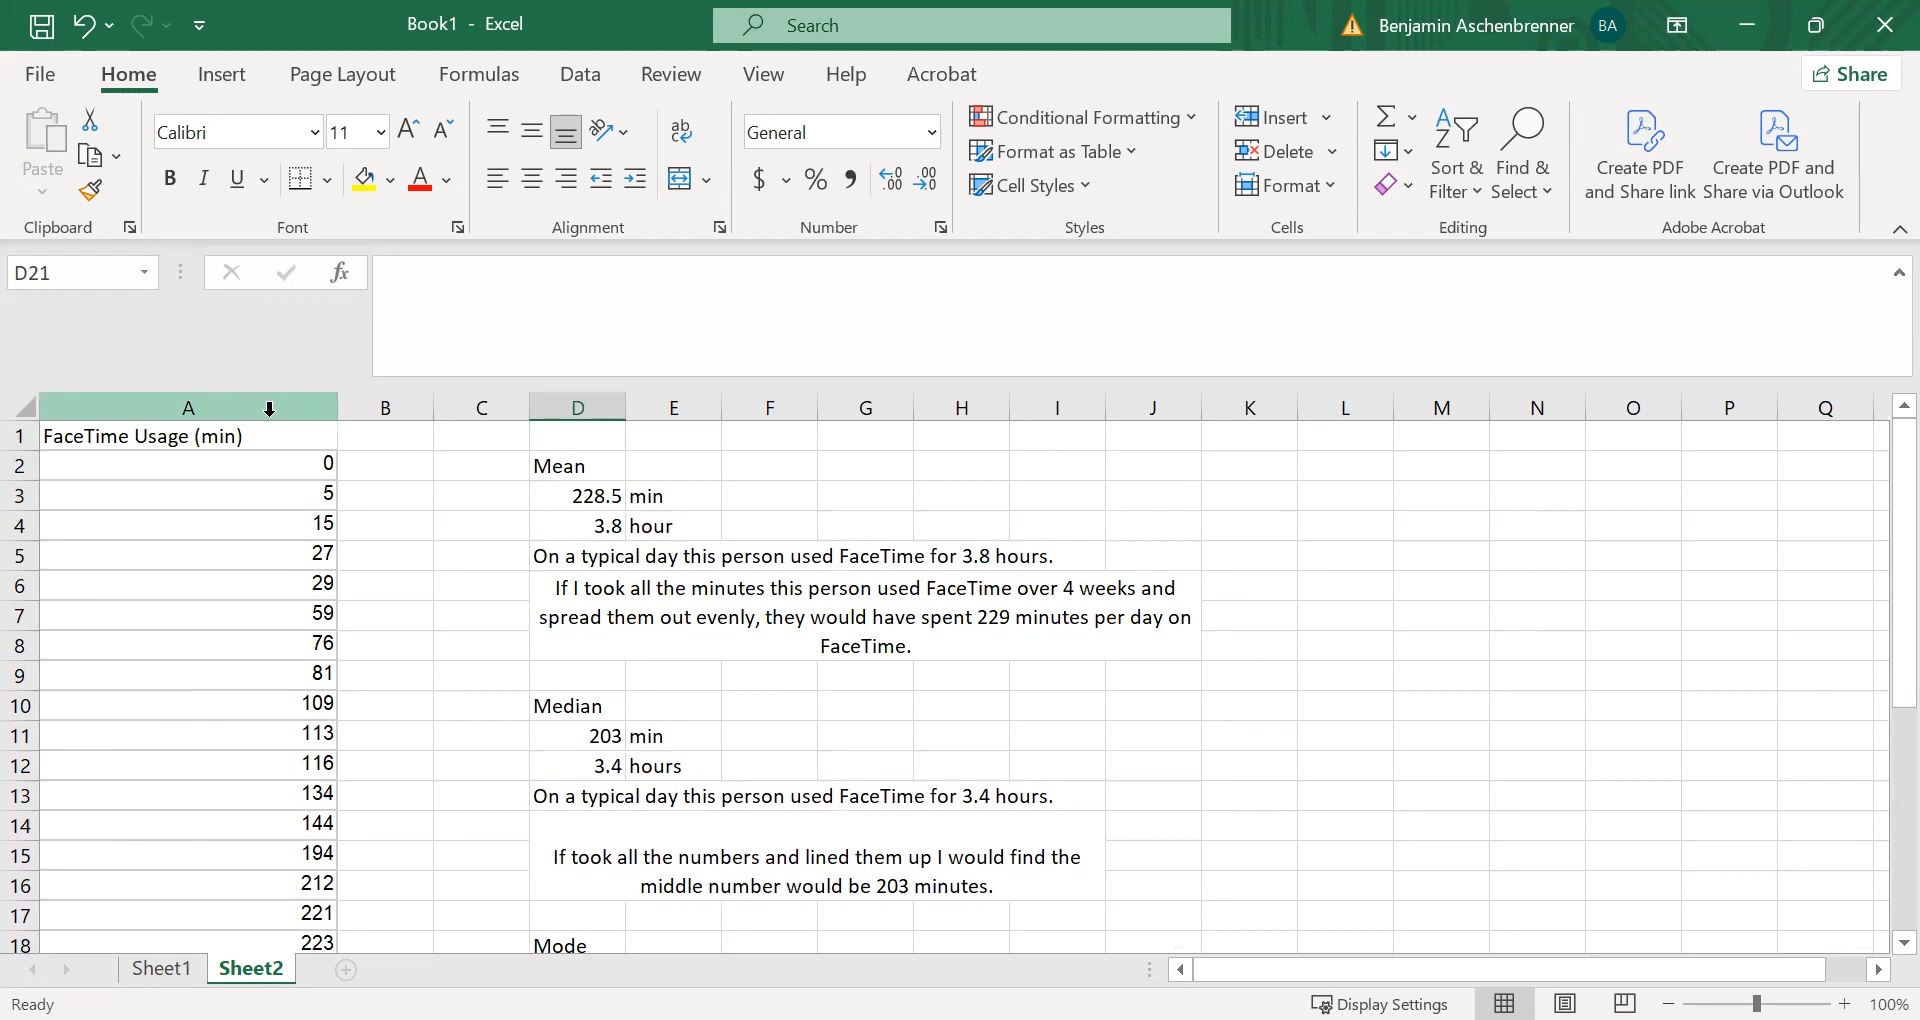 Book1 - Excel
Search
Benjamin Aschenbrenner
BA
File Home Insert Page Layout Formulas Data Review View Help Acrobat
Share
Paste
Clipboard
Calibri 11
B I U
A
Font
ab
Alignment
General
$ % ,
Number
Conditional Formatting
Format as Table
Cell Styles
Styles
Insert
Delete
Format
Cells
Sort &
Filter
Find &
Select
Editing
Create PDF
and Share link
Create PDF and
Share via Outlook
Adobe Acrobat
D21
fx
A B C D E F G H I J K L M N O P Q
1 FaceTime Usage (min)
2 0 Mean
3 5 228.5 min
4 15 3.8 hour
5 27 On a typical day this person used FaceTime for 3.8 hours.
6 29 If I took all the minutes this person used FaceTime over 4 weeks and
7 59 spread them out evenly, they would have spent 229 minutes per day on
8 76 FaceTime.
9 81
10 109 Median
11 113 203 min
12 116 3.4 hours
13 134 On a typical day this person used FaceTime for 3.4 hours.
14 144
15 194 If took all the numbers and lined them up I would find the
16 212 middle number would be 203 minutes.
17 221
18 223 Mode
Sheet1 Sheet2
Ready
Display Settings
100%